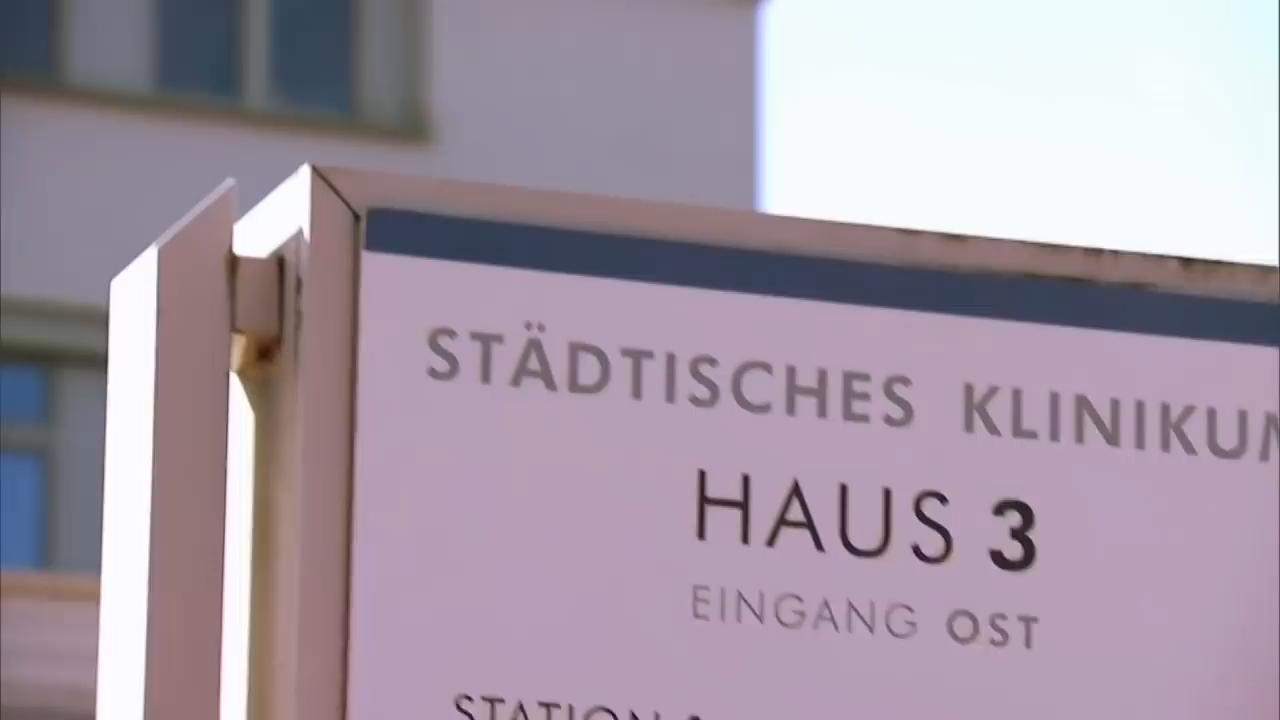 STÄDTISCHES KLINIKUM
HAUS 3
EINGANG OST
STATION